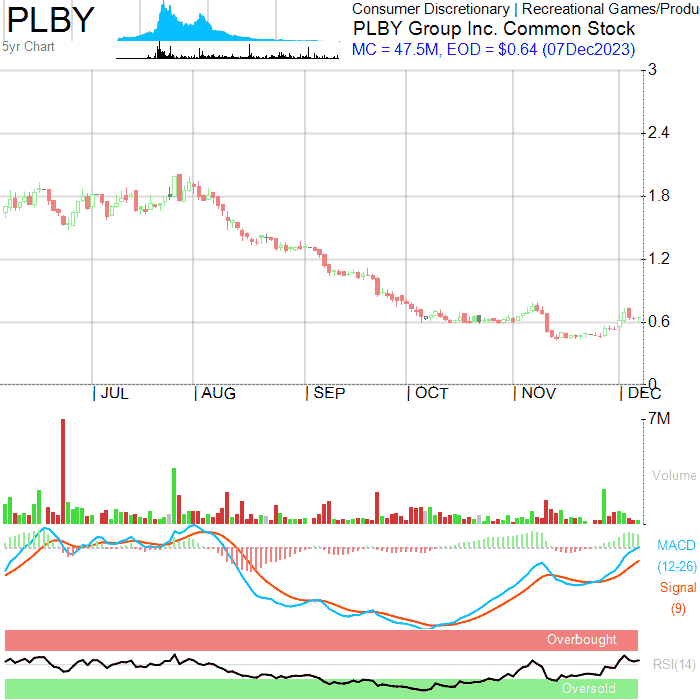 PLBY
5yr Chart
Consumer Discretionary | Recreational Games/Produ
PLBY Group Inc. Common Stock
MC = 47.5M, EOD = $0.64 (07Dec2023)
3
2.4
1.8
1.2
0.6
0
| JUL | AUG | SEP | OCT | NOV | DEC
7M
Volume
MACD
(12-26)
Signal
(9)
Overbought
RSI(14)
Oversold